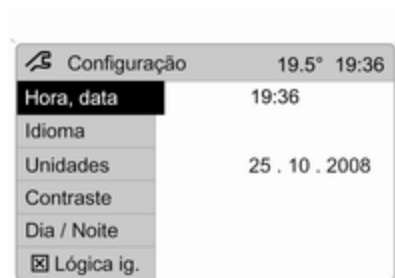 Configuração 19.5° 19:36
Hora, data 19:36
Idioma
Unidades 25 . 10 . 2008
Contraste
Dia / Noite
Lógica ig.